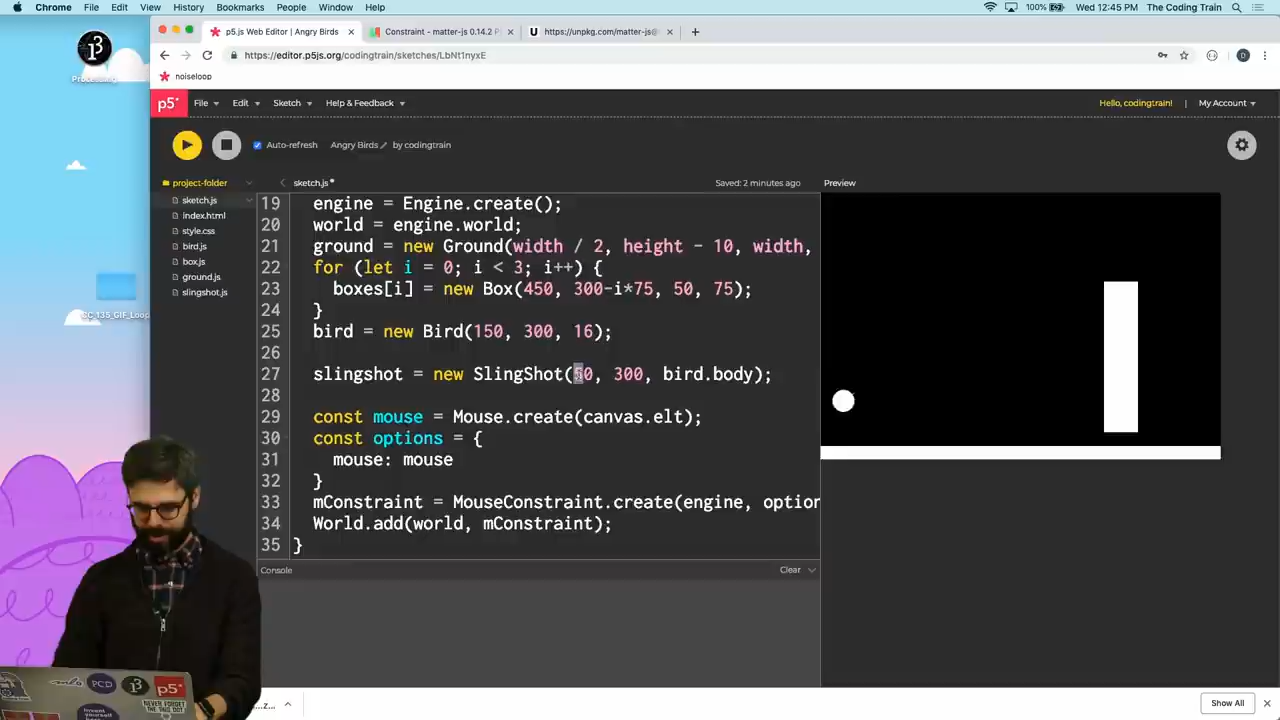 Chrome File Edit View History Bookmarks People Window Help 100% Wed 12:45 PM The Coding Train
p5.js Web Editor | Angry Birds
Constraint - matter-js 0.14.2 P
https://unpkg.com/matter-js@
https://editor.p5js.org/codingtrain/sketches/LbNt1nyxE
noiseloop
Processing
CC_135_GIF_Loop
p5* File Edit Sketch Help & Feedback Hello, codingtrain! | My Account
Auto-refresh Angry Birds by codingtrain
project-folder
sketch.js
index.html
style.css
bird.js
box.js
ground.js
slingshot.js
sketch.js Saved: 2 minutes ago Preview
19 engine = Engine.create();
20 world = engine.world;
21 ground = new Ground(width / 2, height - 10, width,
22 for (let i = 0; i < 3; i++) {
23 boxes[i] = new Box(450, 300-i*75, 50, 75);
24 }
25 bird = new Bird(150, 300, 16);
26
27 slingshot = new SlingShot(50, 300, bird.body);
28
29 const mouse = Mouse.create(canvas.elt);
30 const options = {
31 mouse: mouse
32 }
33 mConstraint = MouseConstraint.create(engine, option
34 World.add(world, mConstraint);
35 }
Console Clear
...z...
Show All
PCD
p5*
NEVER FORGET